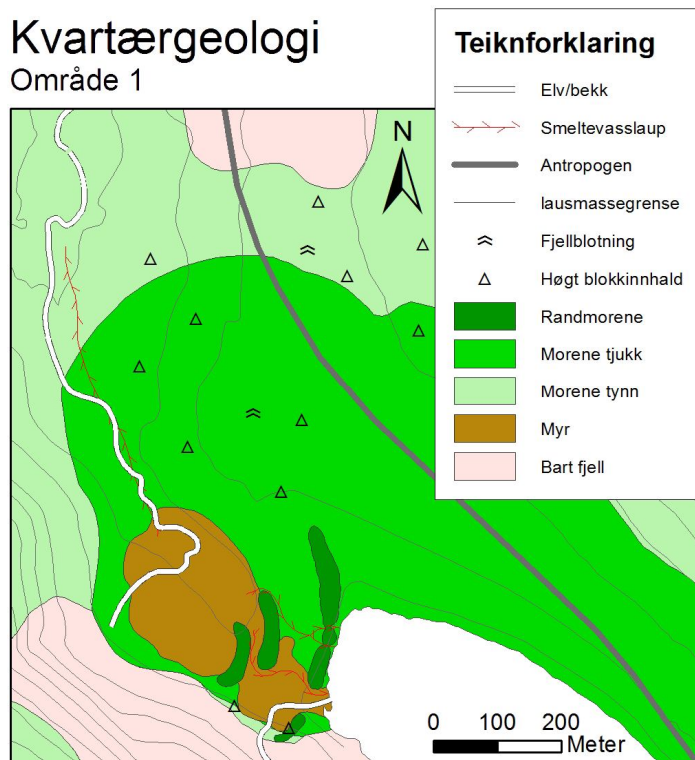 Kvartærgeologi
Område 1
N
Teiknforklaring
Elv/bekk
Smeltevasslaup
Antropogen
lausmassegrense
Fjellblotning
Høgt blokkinnhald
Randmorene
Morene tjukk
Morene tynn
Myr
Bart fjell
0 100 200
Meter